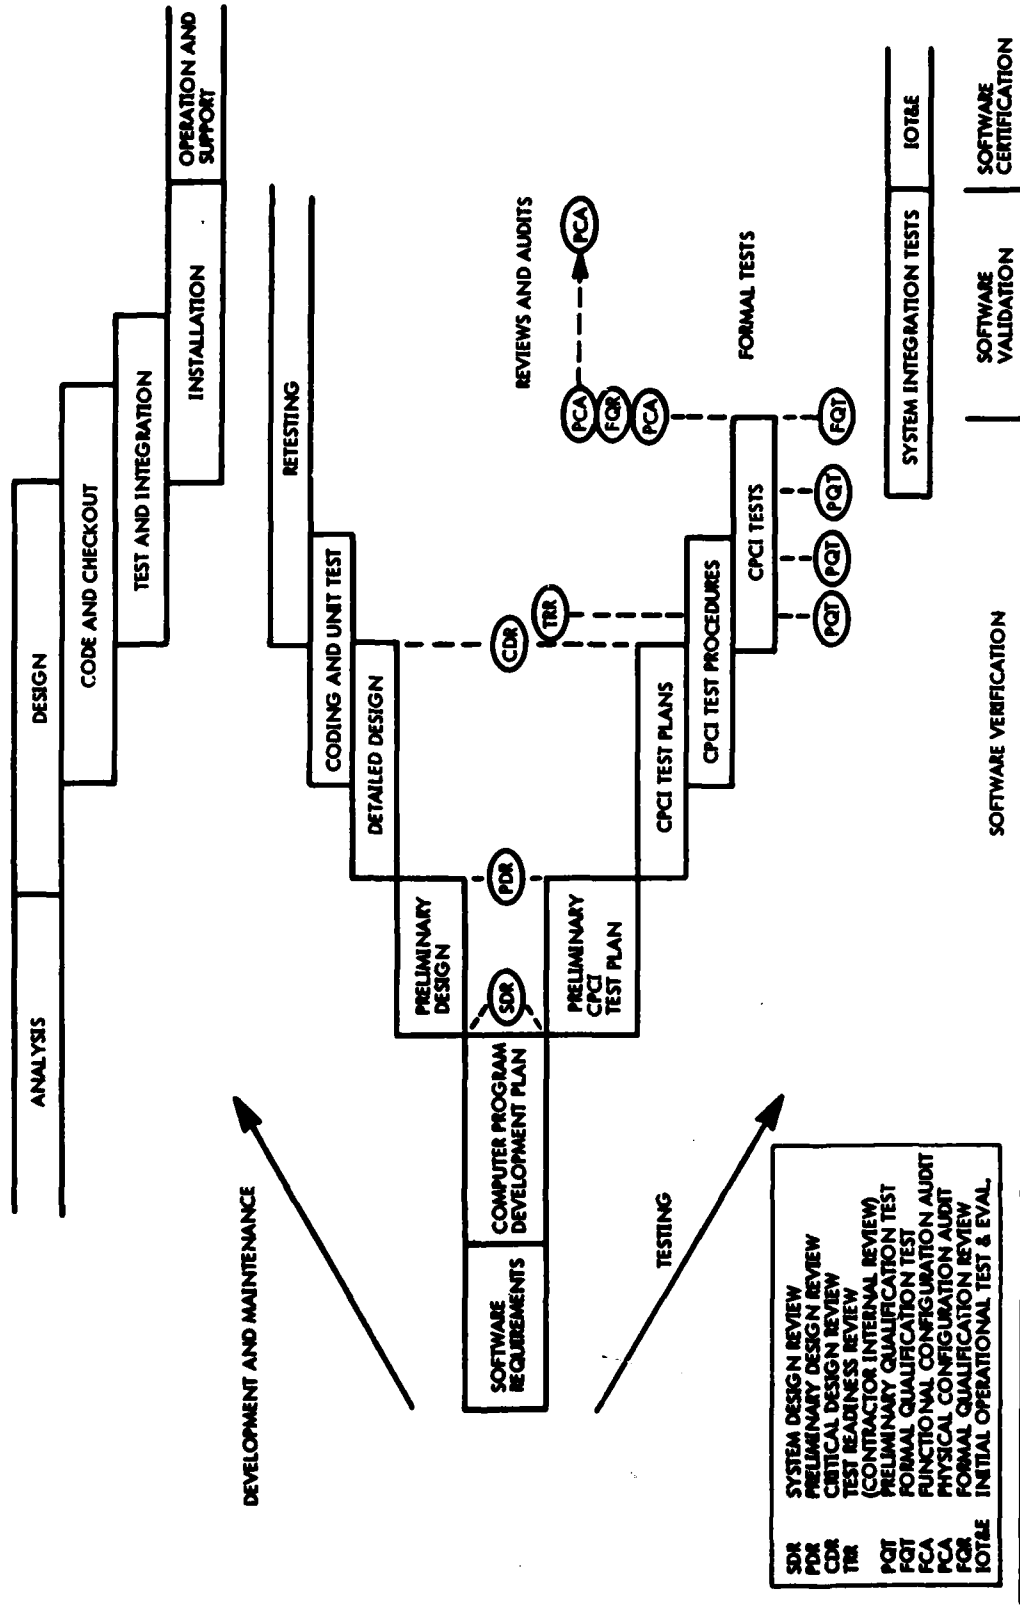 ANALYSIS
DESIGN
CODE AND CHECKOUT
TEST AND INTEGRATION
INSTALLATION
OPERATION AND
SUPPORT
DEVELOPMENT AND MAINTENANCE
RETESTING
CODING AND UNIT TEST
DETAILED DESIGN
PRELIMINARY
DESIGN
SOFTWARE
REQUIREMENTS
COMPUTER PROGRAM
DEVELOPMENT PLAN
SDR
PDR
CDR
TRR
REVIEWS AND AUDITS
PCA
FQR
PCA
PCA
PRELIMINARY
CPCI
TEST PLAN
CPCI TEST PLANS
CPCI TEST PROCEDURES
CPCI TESTS
FORMAL TESTS
PQT
PQT
PQT
FQT
TESTING
SYSTEM INTEGRATION TESTS
IOT&E
SOFTWARE VERIFICATION
SOFTWARE
VALIDATION
SOFTWARE
CERTIFICATION
SDR SYSTEM DESIGN REVIEW
PDR PRELIMINARY DESIGN REVIEW
CDR CRITICAL DESIGN REVIEW
TRR TEST READINESS REVIEW
(CONTRACTOR INTERNAL REVIEW)
PQT PRELIMINARY QUALIFICATION TEST
FQT FORMAL QUALIFICATION TEST
FCA FUNCTIONAL CONFIGURATION AUDIT
PCA PHYSICAL CONFIGURATION AUDIT
FQR FORMAL QUALIFICATION REVIEW
IOT&E INITIAL OPERATIONAL TEST & EVAL.